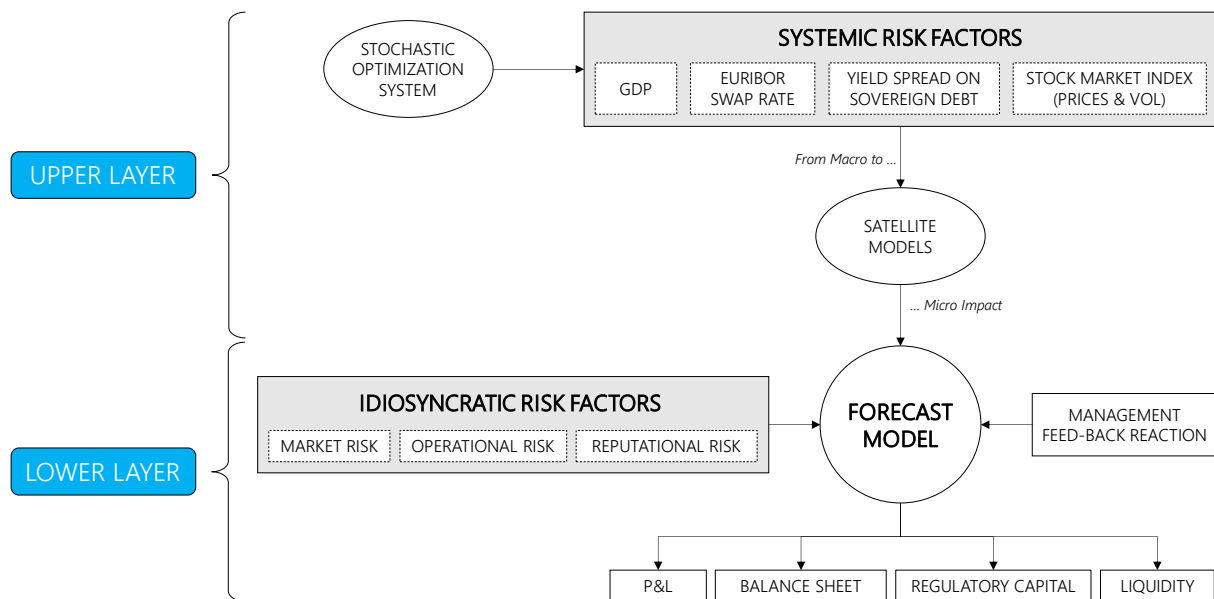 STOCHASTIC
OPTIMIZATION
SYSTEM
SYSTEMIC RISK FACTORS
GDP
EURIBOR
SWAP RATE
YIELD SPREAD ON
SOVEREIGN DEBT
STOCK MARKET INDEX
(PRICES & VOL)
UPPER LAYER
From Macro to ...
SATELLITE
MODELS
... Micro Impact
IDIOSYNCRATIC RISK FACTORS
MARKET RISK
OPERATIONAL RISK
REPUTATIONAL RISK
FORECAST
MODEL
MANAGEMENT
FEED-BACK REACTION
LOWER LAYER
P&L
BALANCE SHEET
REGULATORY CAPITAL
LIQUIDITY